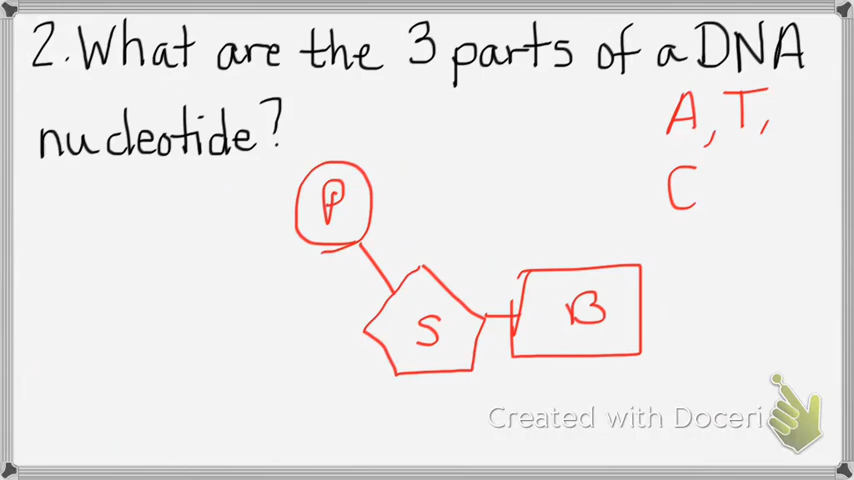 2. What are the 3 parts of a DNA
nucleotide?
A, T,
C
P
S
B
Created with Doceri